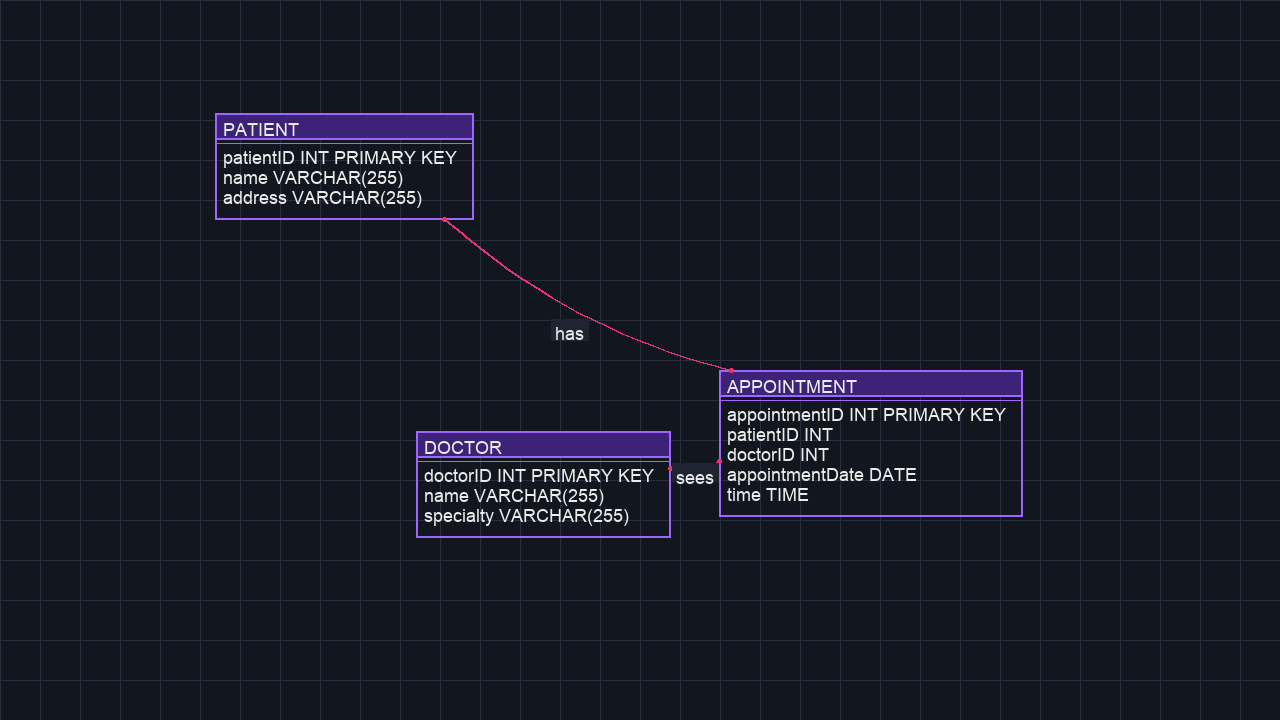 PATIENT
patientID INT PRIMARY KEY
name VARCHAR(255)
address VARCHAR(255)
has
APPOINTMENT
appointmentID INT PRIMARY KEY
patientID INT
doctorID INT
appointmentDate DATE
time TIME
DOCTOR
doctorID INT PRIMARY KEY
name VARCHAR(255)
specialty VARCHAR(255)
sees